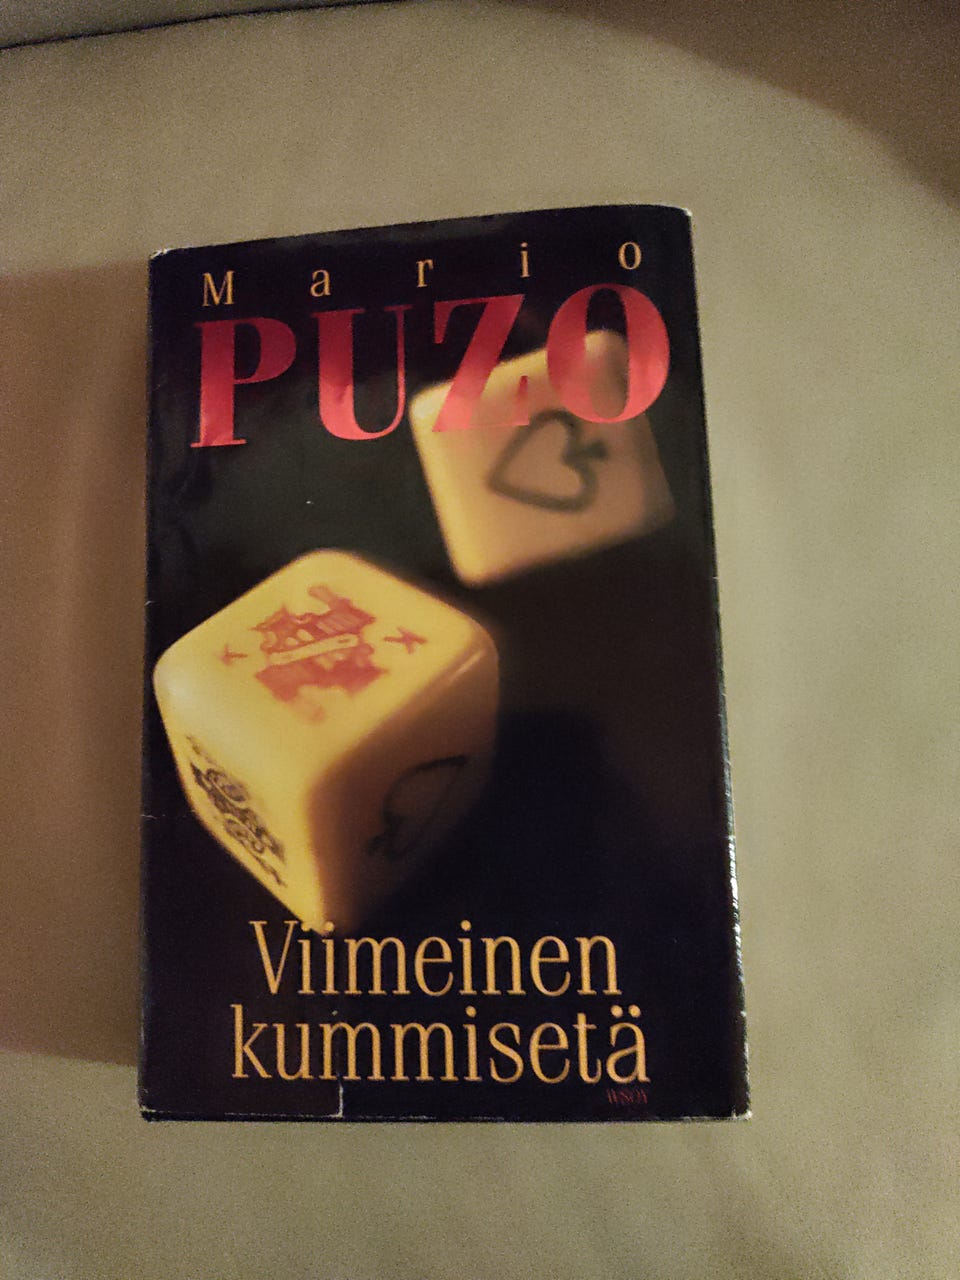 Mario
PUZO
K
K
Viimeinen
kummisetä
WSOY